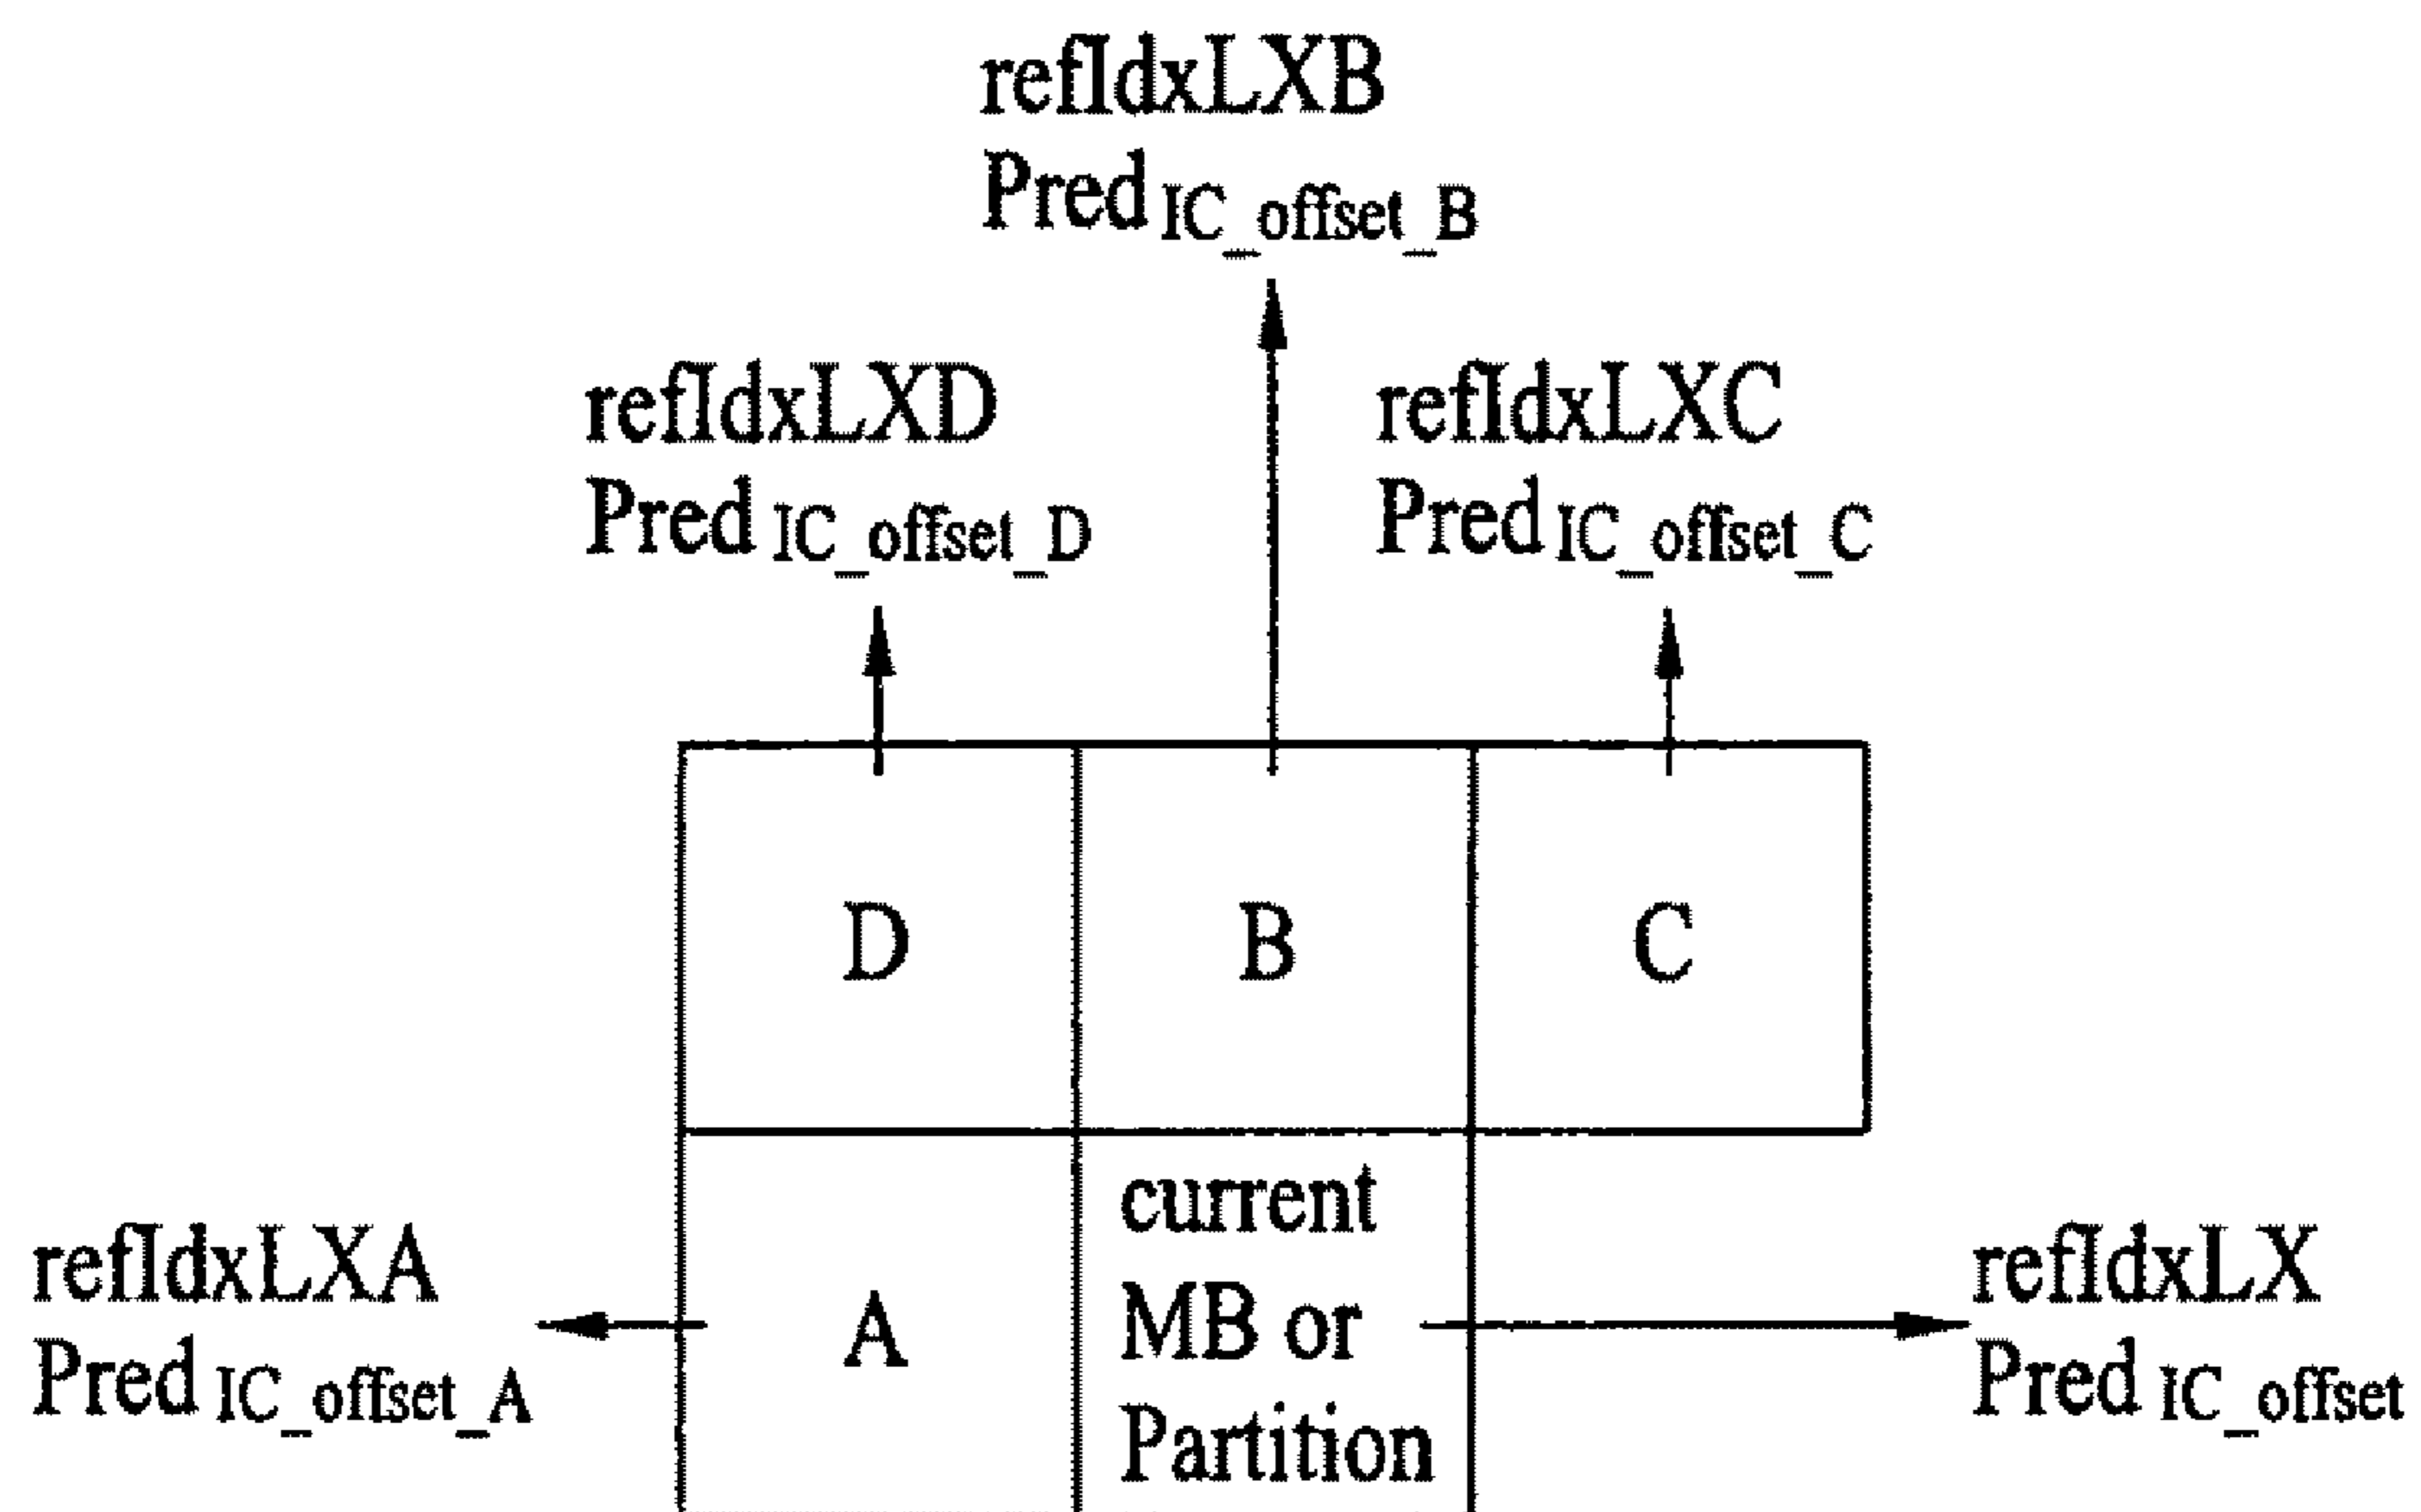 refIdxLXB
Pred IC_offset_B
refIdxLXD
Pred IC_offset_D
refIdxLXC
Pred IC_offset_C
D
B
C
refIdxLXA
Pred IC_offset_A
A
current
MB or
Partition
refIdxLX
Pred IC_offset